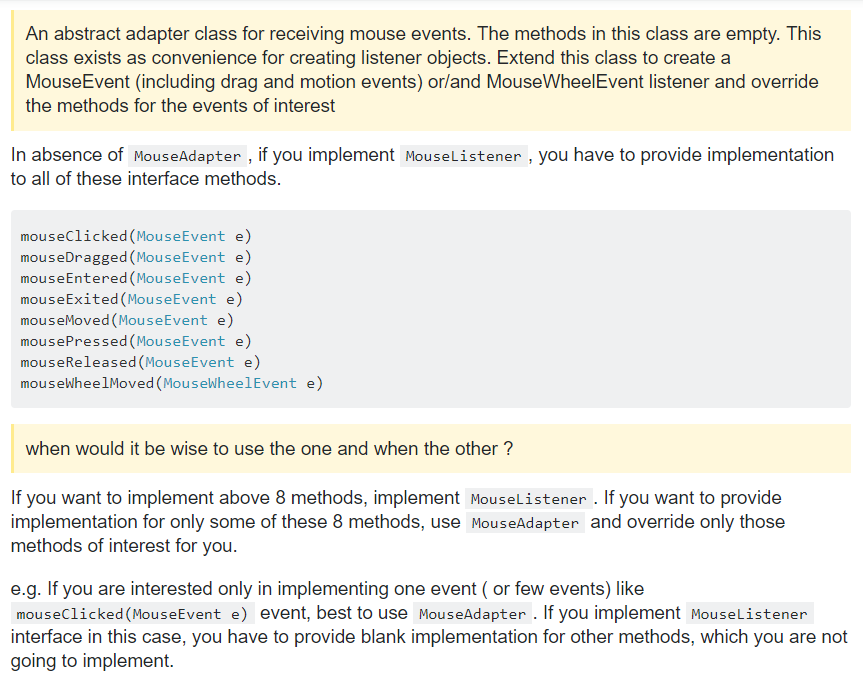 An abstract adapter class for receiving mouse events. The methods in this class are empty. This
class exists as convenience for creating listener objects. Extend this class to create a
MouseEvent (including drag and motion events) or/and MouseWheelEvent listener and override
the methods for the events of interest
In absence of MouseAdapter , if you implement MouseListener , you have to provide implementation
to all of these interface methods.
mouseClicked(MouseEvent e)
mouseDragged(MouseEvent e)
mouseEntered(MouseEvent e)
mouseExited(MouseEvent e)
mouseMoved(MouseEvent e)
mousePressed(MouseEvent e)
mouseReleased(MouseEvent e)
mouseWheelMoved(MouseWheelEvent e)
when would it be wise to use the one and when the other ?
If you want to implement above 8 methods, implement MouseListener . If you want to provide
implementation for only some of these 8 methods, use MouseAdapter and override only those
methods of interest for you.
e.g. If you are interested only in implementing one event ( or few events) like
mouseClicked(MouseEvent e) event, best to use MouseAdapter . If you implement MouseListener
interface in this case, you have to provide blank implementation for other methods, which you are not
going to implement.